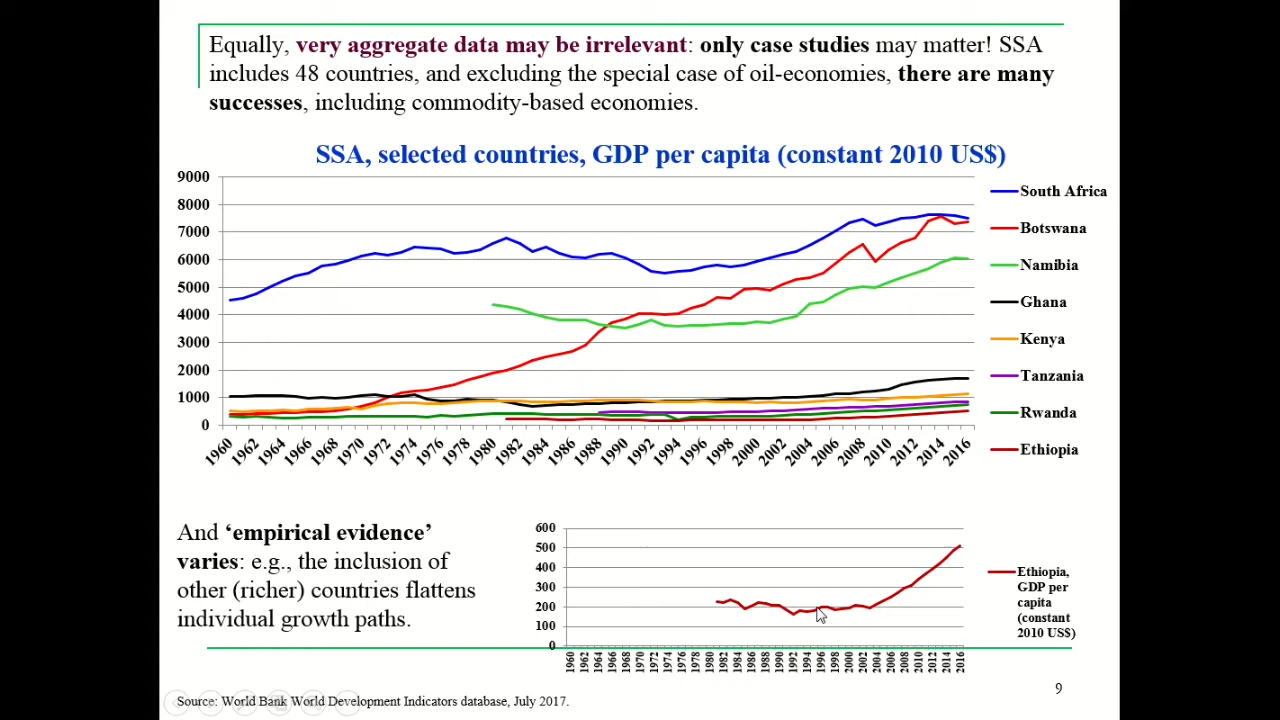 Equally, very aggregate data may be irrelevant: only case studies may matter! SSA
includes 48 countries, and excluding the special case of oil-economies, there are many
successes, including commodity-based economies.
SSA, selected countries, GDP per capita (constant 2010 US$)
9000
8000
7000
6000
5000
4000
3000
2000
1000
0
1960 1962 1964 1966 1968 1970 1972 1974 1976 1978 1980 1982 1984 1986 1988 1990 1992 1994 1996 1998 2000 2002 2004 2006 2008 2010 2012 2014 2016
South Africa
Botswana
Namibia
Ghana
Kenya
Tanzania
Rwanda
Ethiopia
And ‘empirical evidence’
varies: e.g., the inclusion of
other (richer) countries flattens
individual growth paths.
600
500
400
300
200
100
0
1960 1962 1964 1966 1968 1970 1972 1974 1976 1978 1980 1982 1984 1986 1988 1990 1992 1994 1996 1998 2000 2002 2004 2006 2008 2010 2012 2014 2016
Ethiopia,
GDP per
capita
(constant
2010 US$)
Source: World Bank World Development Indicators database, July 2017.
9